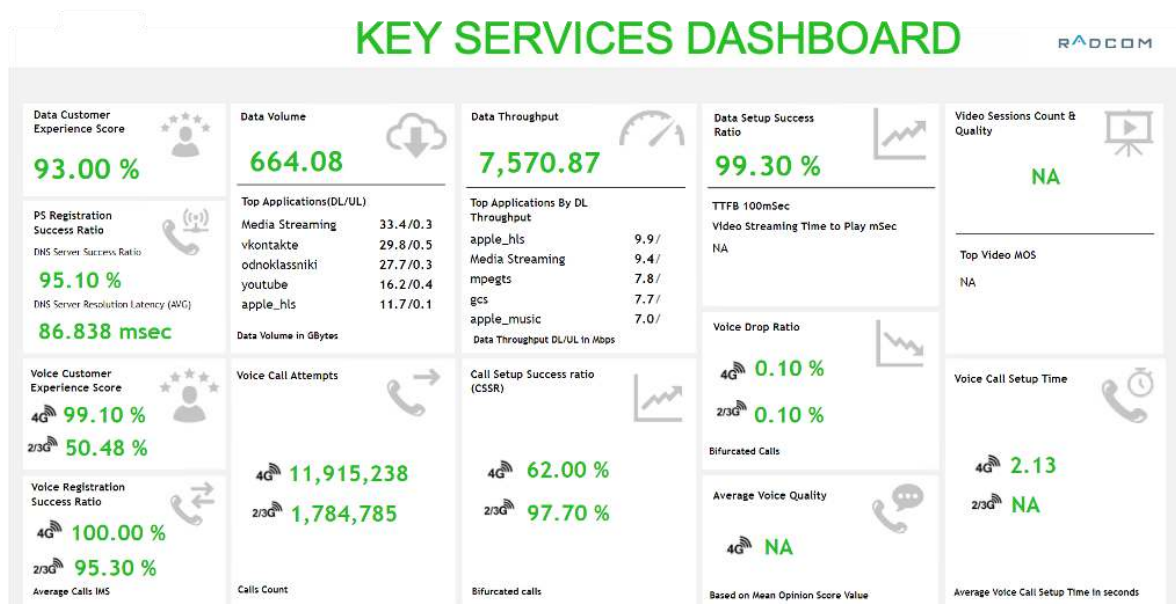 KEY SERVICES DASHBOARD
RADCOM
Data Customer
Experience Score
93.00 %
PS Registration
Success Ratio
DNS Server Success Ratio
95.10 %
DNS Server Resolution Latency (AVG)
86.838 msec
Data Volume
664.08
Top Applications(DL/UL)
Media Streaming 33.4/0.3
vkontakte 29.8/0.5
odnoklassniki 27.7/0.3
youtube 16.2/0.4
apple_hls 11.7/0.1
Data Volume in GBytes
Data Throughput
7,570.87
Top Applications By DL
Throughput
apple_hls 9.9/
Media Streaming 9.4/
mpegts 7.8/
gcs 7.7/
apple_music 7.0/
Data Throughput DL/UL in Mbps
Data Setup Success
Ratio
99.30 %
TTFB 100mSec
Video Streaming Time to Play mSec
NA
Video Sessions Count &
Quality
NA
Top Video MOS
NA
Voice Customer
Experience Score
4G 99.10 %
2/3G 50.48 %
Voice Registration
Success Ratio
4G 100.00 %
2/3G 95.30 %
Average Calls IMS
Voice Call Attempts
4G 11,915,238
2/3G 1,784,785
Calls Count
Call Setup Success ratio
(CSSR)
4G 62.00 %
2/3G 97.70 %
Bifurcated calls
Voice Drop Ratio
4G 0.10 %
2/3G 0.10 %
Bifurcated Calls
Average Voice Quality
4G NA
Based on Mean Opinion Score Value
Voice Call Setup Time
4G 2.13
2/3G NA
Average Voice Call Setup Time in seconds